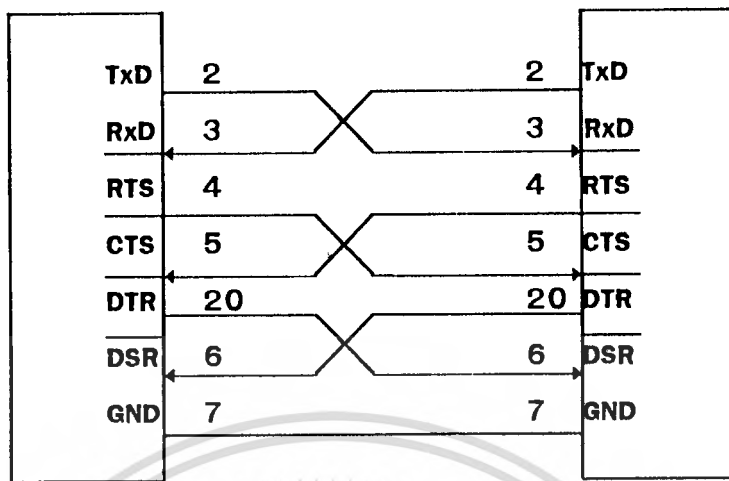 TxD 2 2 TxD
RxD 3 3 RxD
RTS 4 4 RTS
CTS 5 5 CTS
DTR 20 20 DTR
DSR 6 6 DSR
GND 7 7 GND